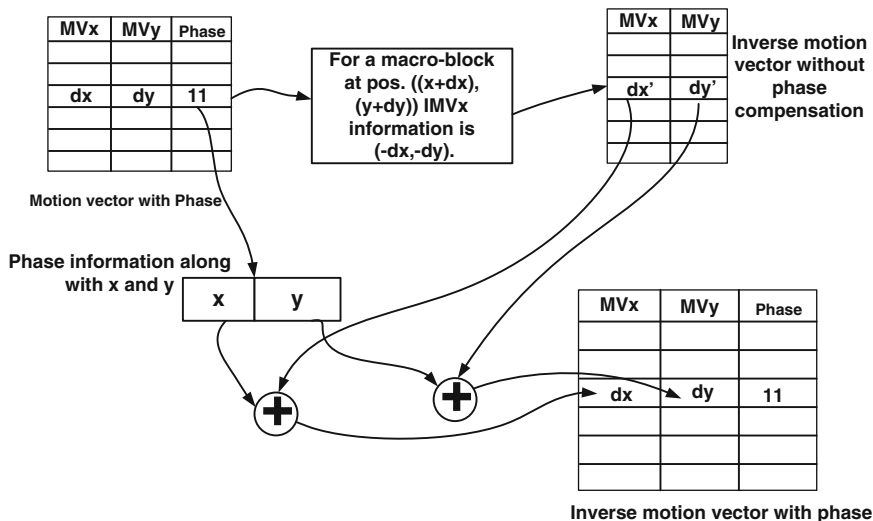 MVx MVy Phase
dx dy 11
Motion vector with Phase
For a macro-block
at pos. ((x+dx),
(y+dy)) IMVx
information is
(-dx,-dy).
MVx MVy
dx’ dy’
Inverse motion
vector without
phase
compensation
Phase information along
with x and y
x y
+ +
MVx MVy Phase
dx dy 11
Inverse motion vector with phase